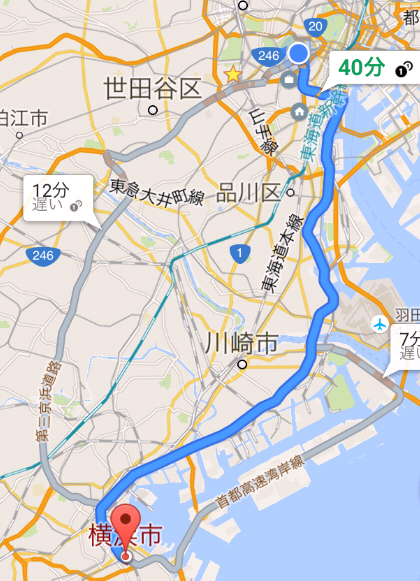 都
20
246
40分
世田谷区
狛江市
山手線
東海道新幹線
12分
遅い
東急大井町線
品川区
246
1
東海道本線
羽田
川崎市
7分
遅い
第三京浜道路
首都高速湾岸線
横浜市